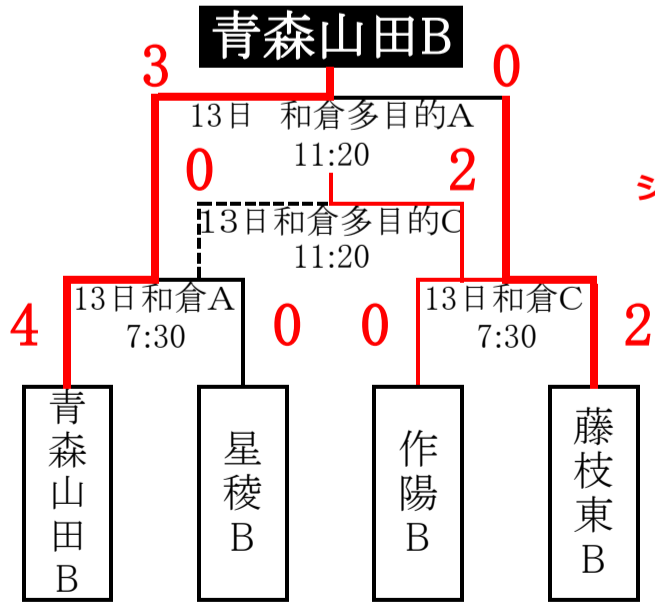 青森山田B
3
0
13日 和倉多目的A
11:20
0
2
13日和倉多目的C
11:20
ジ
13日和倉A
7:30
13日和倉C
7:30
4
0
0
2
青森山田B
星稜B
作陽B
藤枝東B